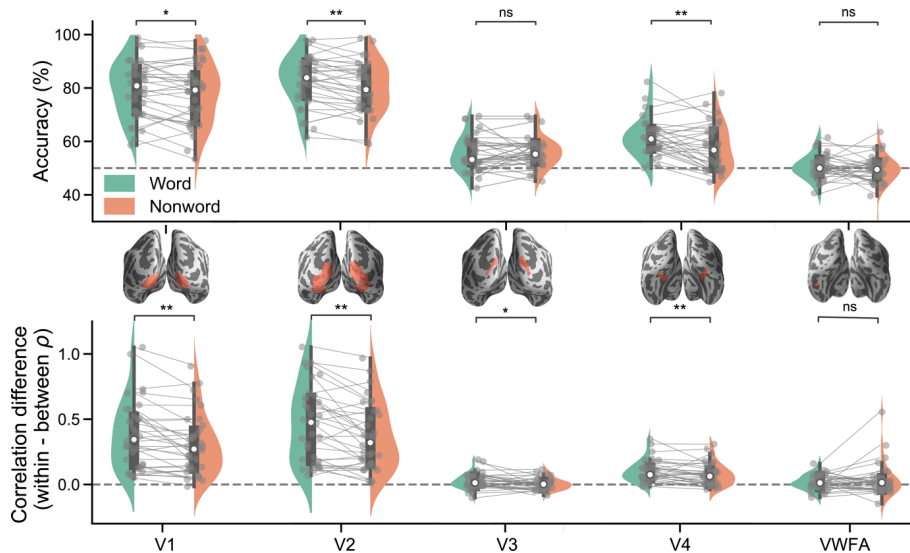 * ** ns ** ns
100
80
60
40
Accuracy (%)
Word
Nonword
** ** * ** ns
1.0
0.5
0.0
Correlation difference
(within - between ρ)
V1 V2 V3 V4 VWFA